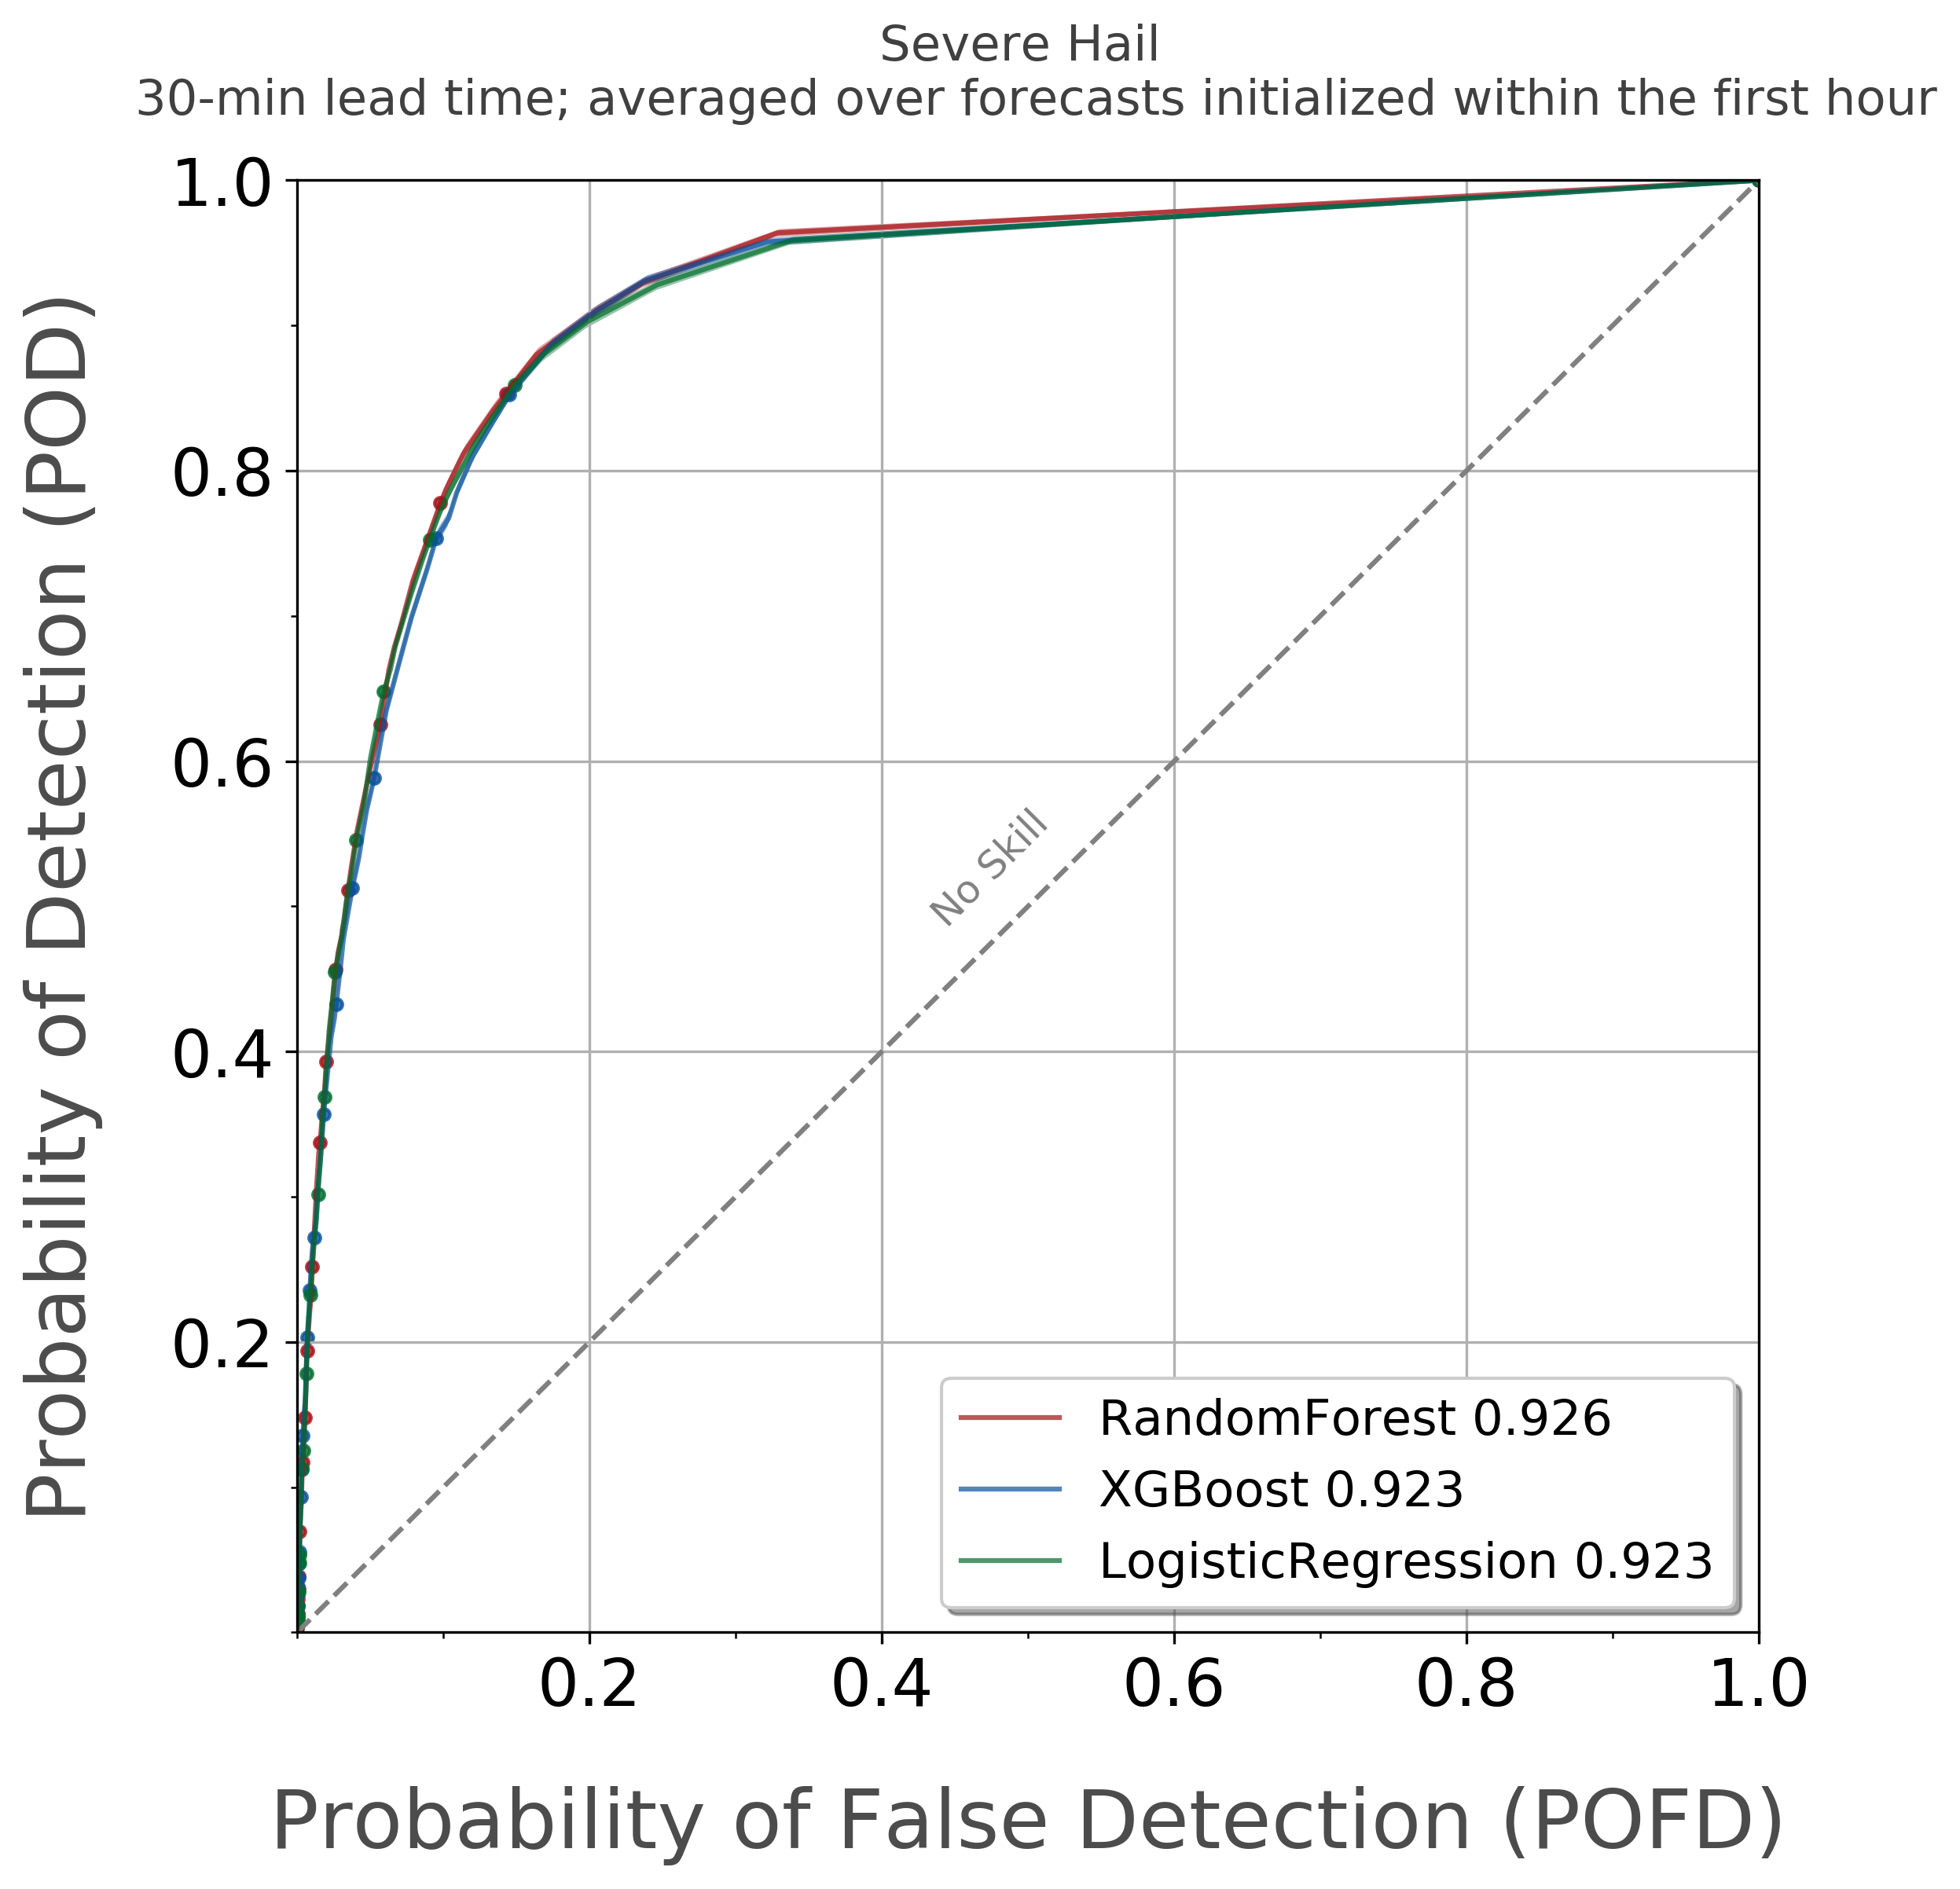 Severe Hail
30-min lead time; averaged over forecasts initialized within the first hour
Probability of Detection (POD)
1.0
0.8
0.6
0.4
0.2
No Skill
RandomForest 0.926
XGBoost 0.923
LogisticRegression 0.923
0.2 0.4 0.6 0.8 1.0
Probability of False Detection (POFD)